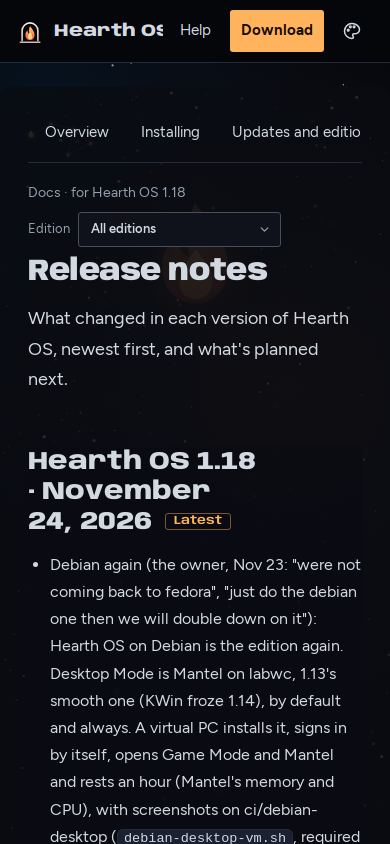 Hearth OS
Help
Download
Overview
Installing
Updates and editio
Docs · for Hearth OS 1.18
Edition
All editions
Release notes
What changed in each version of Hearth
OS, newest first, and what's planned
next.
Hearth OS 1.18
· November
24, 2026 Latest
• Debian again (the owner, Nov 23: "were not
coming back to fedora", "just do the debian
one then we will double down on it"):
Hearth OS on Debian is the edition again.
Desktop Mode is Mantel on labwc, 1.13's
smooth one (KWin froze 1.14), by default
and always. A virtual PC installs it, signs in
by itself, opens Game Mode and Mantel
and rests an hour (Mantel's memory and
CPU), with screenshots on ci/debian-
desktop (debian-desktop-vm.sh, required